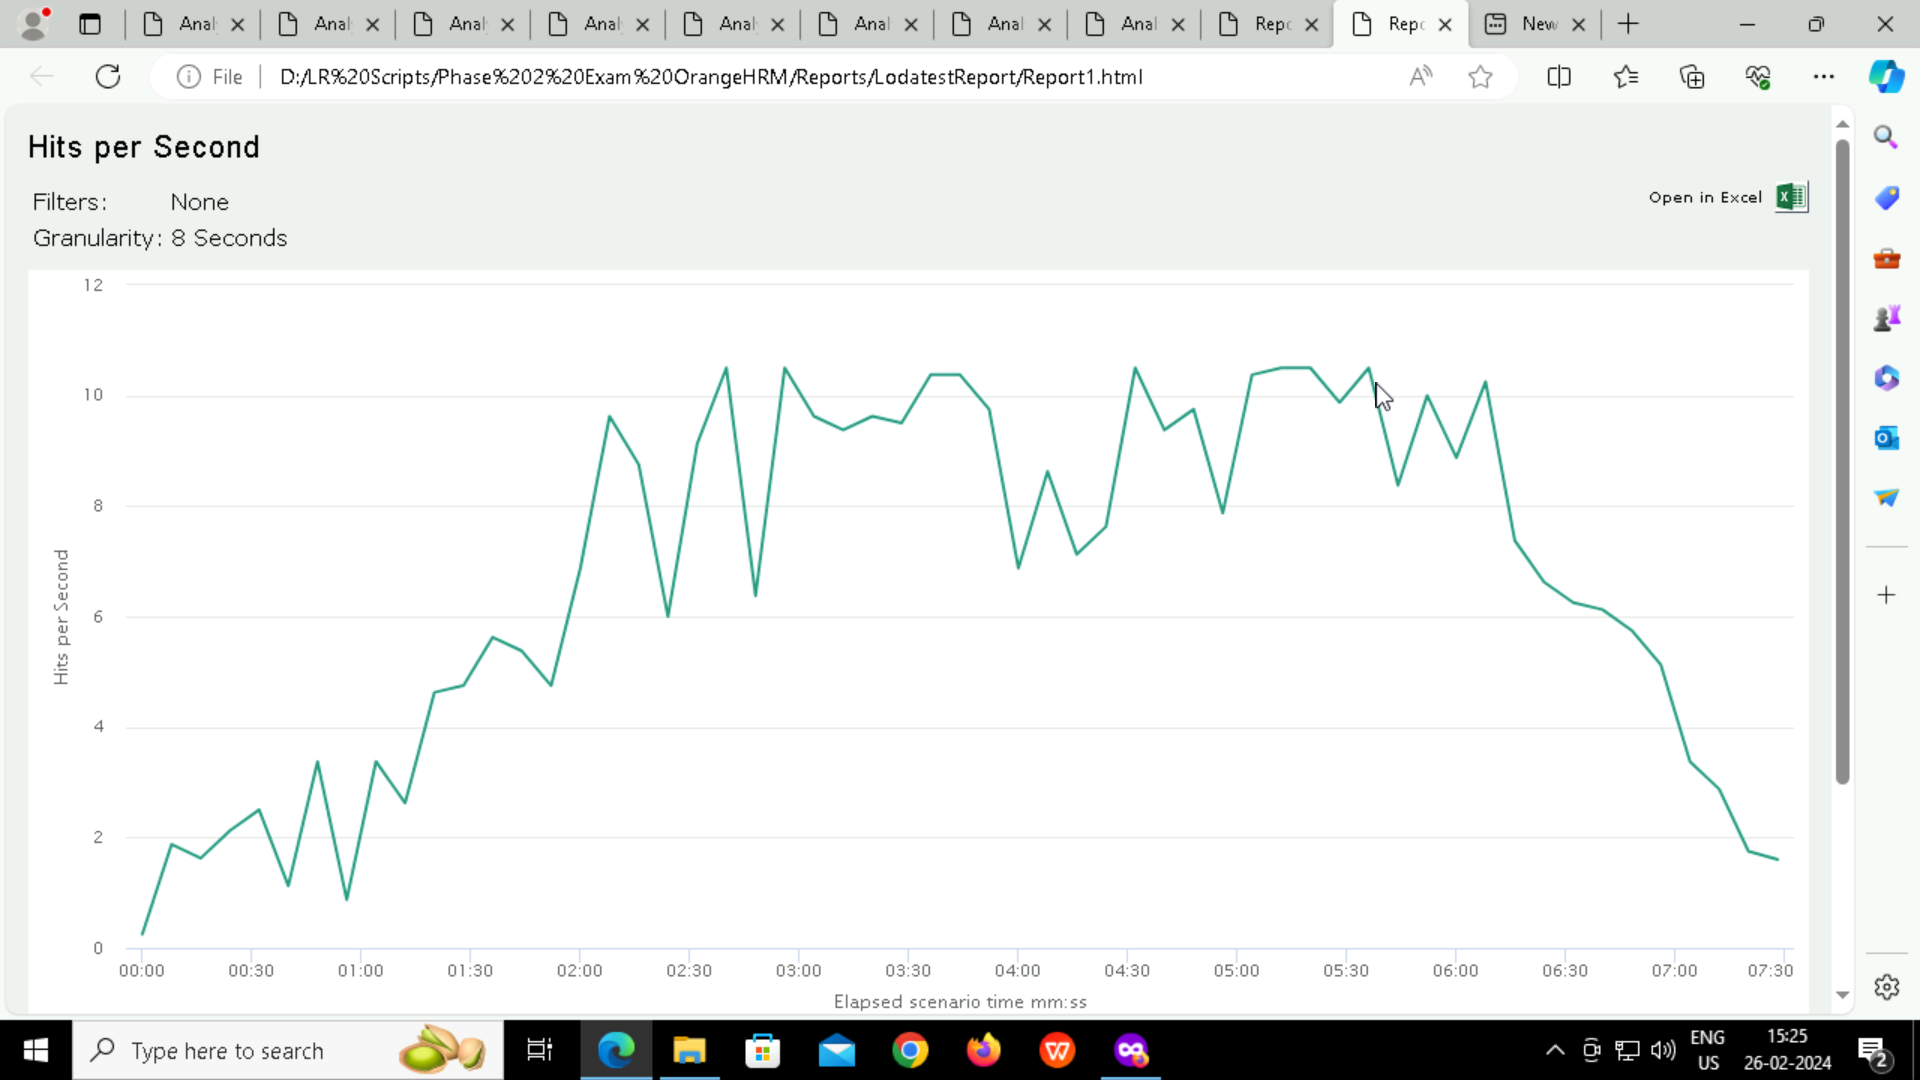 Anal
Anal
Anal
Anal
Anal
Anal
Anal
Anal
Repo
Repo
New
File
D:/LR%20Scripts/Phase%202%20Exam%20OrangeHRM/Reports/LodatestReport/Report1.html
Hits per Second
Filters: None
Open in Excel
Granularity: 8 Seconds
12
10
8
6
4
2
0
Hits per Second
00:00 00:30 01:00 01:30 02:00 02:30 03:00 03:30 04:00 04:30 05:00 05:30 06:00 06:30 07:00 07:30
Elapsed scenario time mm:ss
Type here to search
ENG
US
15:25
26-02-2024
2